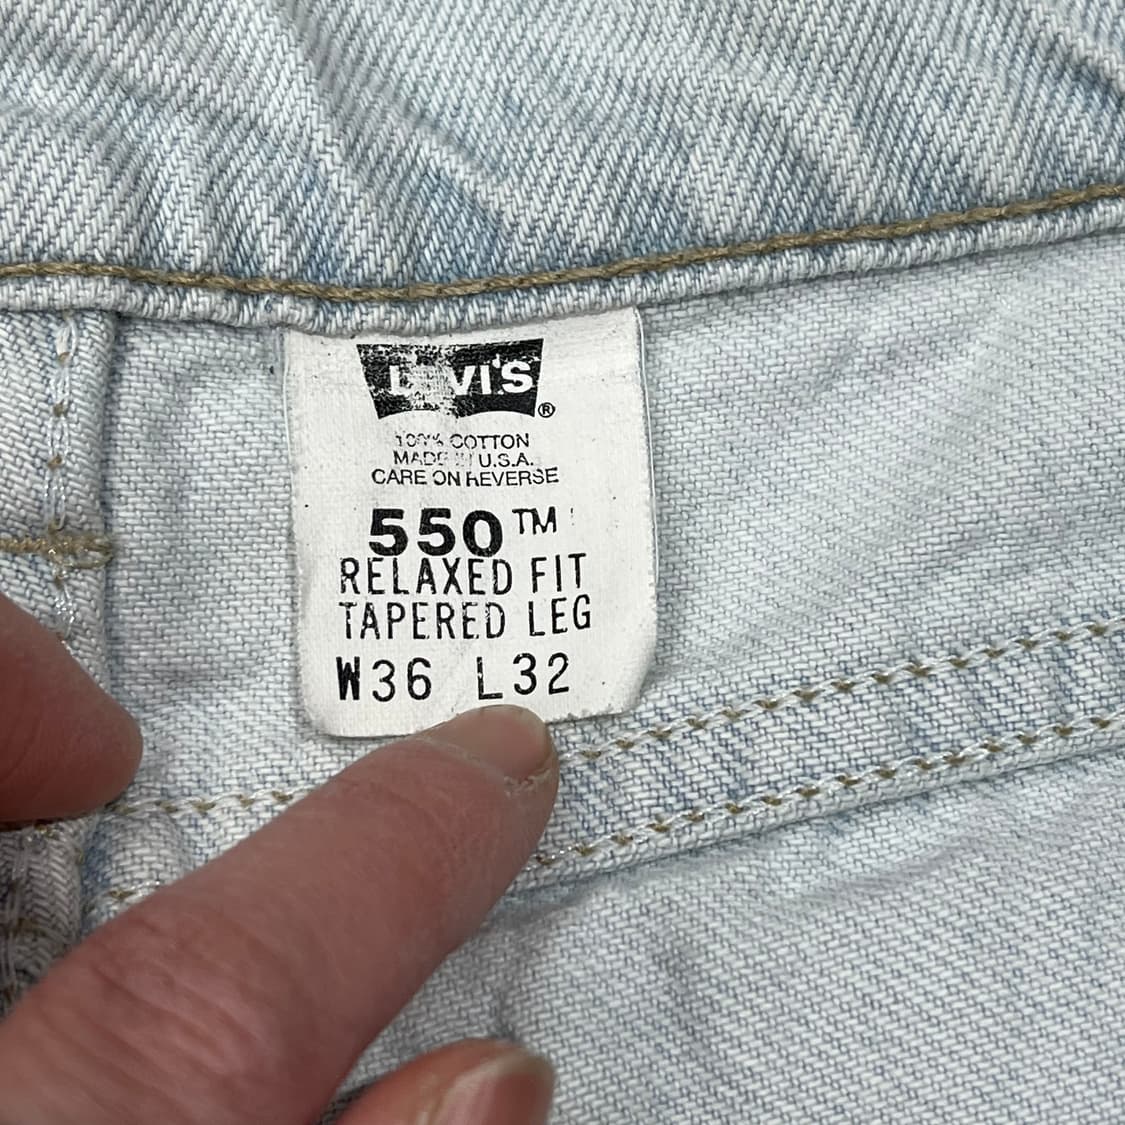 LEVI'S®
100% COTTON
MADE IN U.S.A.
CARE ON REVERSE
550™
RELAXED FIT
TAPERED LEG
W36 L32